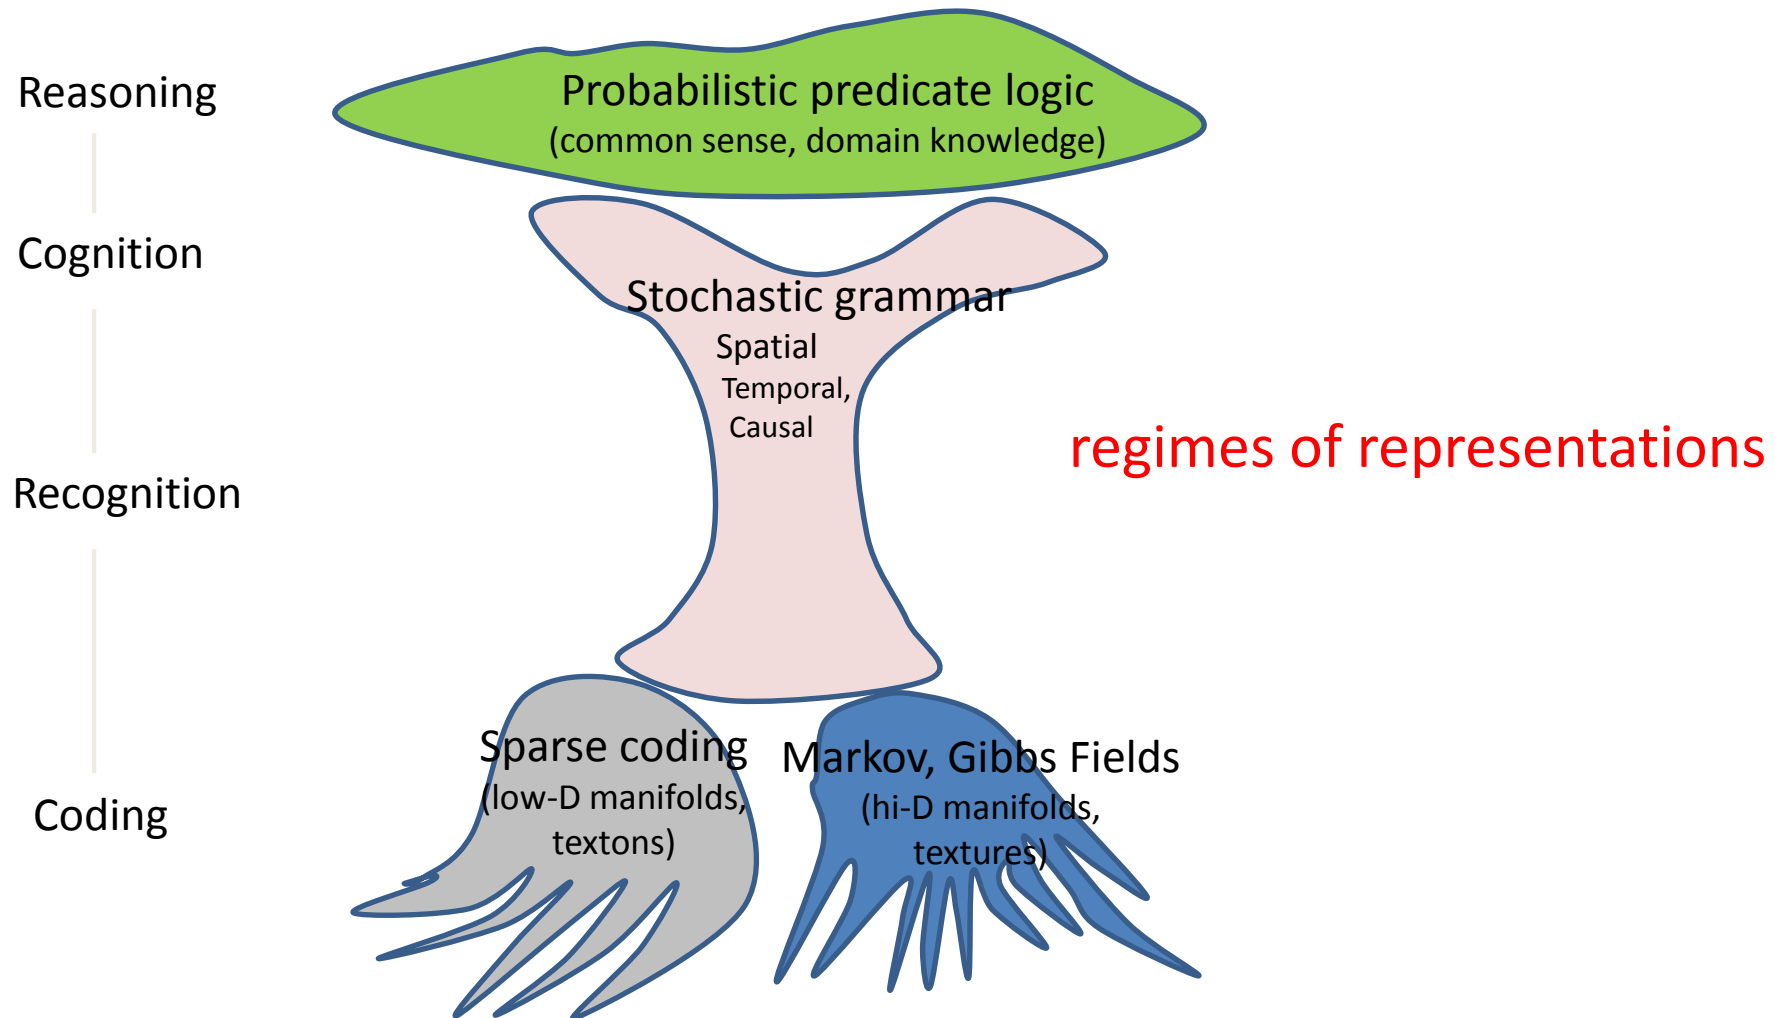 Reasoning
Probabilistic predicate logic
(common sense, domain knowledge)
Cognition
Stochastic grammar
Spatial
Temporal,
Causal
regimes of representations
Recognition
Sparse coding
(low-D manifolds,
textons)
Markov, Gibbs Fields
(hi-D manifolds,
textures)
Coding